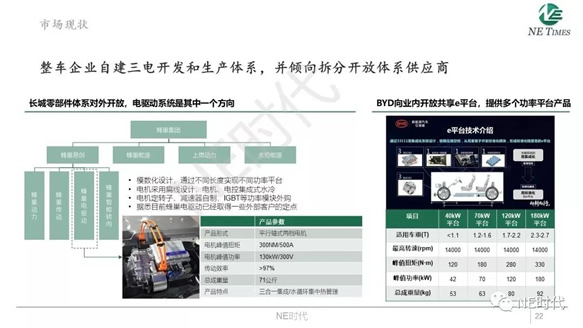 市场现状
NE TIMES
整车企业自建三电开发和生产体系，并倾向拆分开放体系供应商
长城零部件体系对外开放，电驱动系统是其中一个方向
BYD向业内开放共享e平台，提供多个功率平台产品
蜂巢集团
蜂巢易创
蜂巢能源
上燃动力
未势能源
蜂巢动力
蜂巢传动
蜂巢电驱动
蜂巢智能转向
• 模数化设计，通过不同长度实现不同功率平台
• 电机采用扁线设计；电机、电控集成式水冷
• 电机定转子、减速器自制，IGBT等功率模块外购
• 据悉目前蜂巢电驱动已经取得一些外部客户的定点
产品参数
产品形式 平行轴式两档电机
电机峰值扭矩 300NM/500A
电机峰值功率 130kW/300V
传动效率 >97%
总成重量 71公斤
产品特点 三合一集成/水循环集中热管理
e平台技术介绍
项目 40kW平台 70kW平台 120kW平台 180kW平台
适用车重(T) <1.1 1.2-1.6 1.7-2.2 2.3-2.7
最高转速(rpm) 14000 14000 14000 14000
峰值扭矩(N·m) 120 180 280 330
峰值功率(kW) 42 70 120 180
总成重量(kg) 53 63 80 92
NE时代
NE时代
NE时代
22